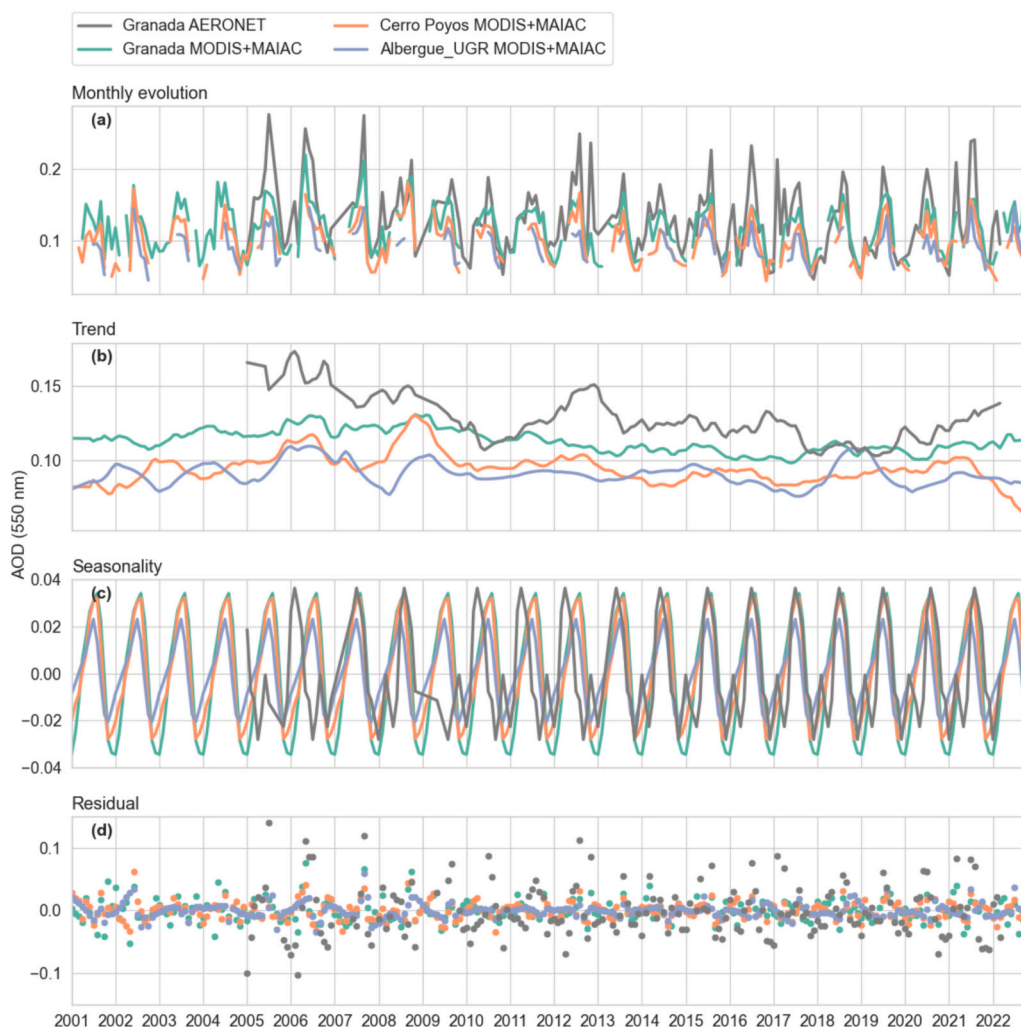 Granada AERONET
Granada MODIS+MAIAC
Cerro Poyos MODIS+MAIAC
Albergue_UGR MODIS+MAIAC
Monthly evolution
(a)
0.2
0.1
Trend
(b)
0.15
0.10
AOD (550 nm)
Seasonality
(c)
0.04
0.02
0.00
−0.02
−0.04
Residual
(d)
0.1
0.0
−0.1
2001 2002 2003 2004 2005 2006 2007 2008 2009 2010 2011 2012 2013 2014 2015 2016 2017 2018 2019 2020 2021 2022